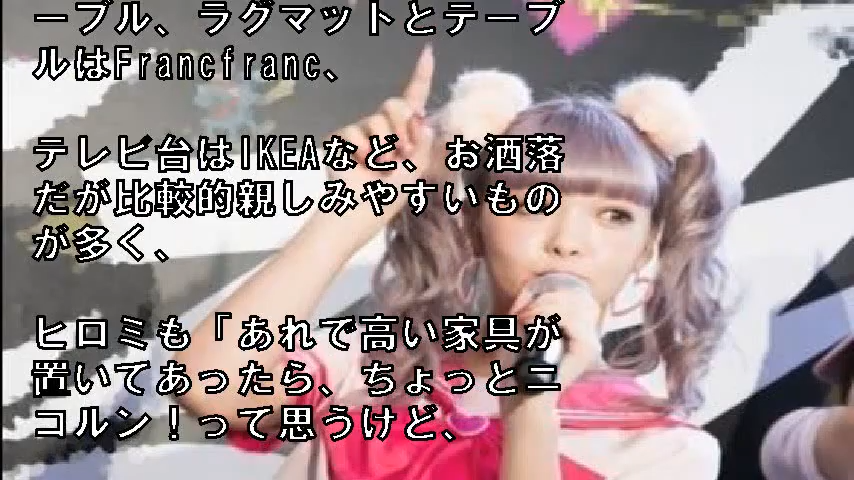 ーブル、ラグマットとテーブ
ルはFrancfranc、
テレビ台はIKEAなど、お洒落
だが比較的親しみやすいもの
が多く、
ヒロミも「あれで高い家具が
置いてあったら、ちょっとニ
コルン！って思うけど、